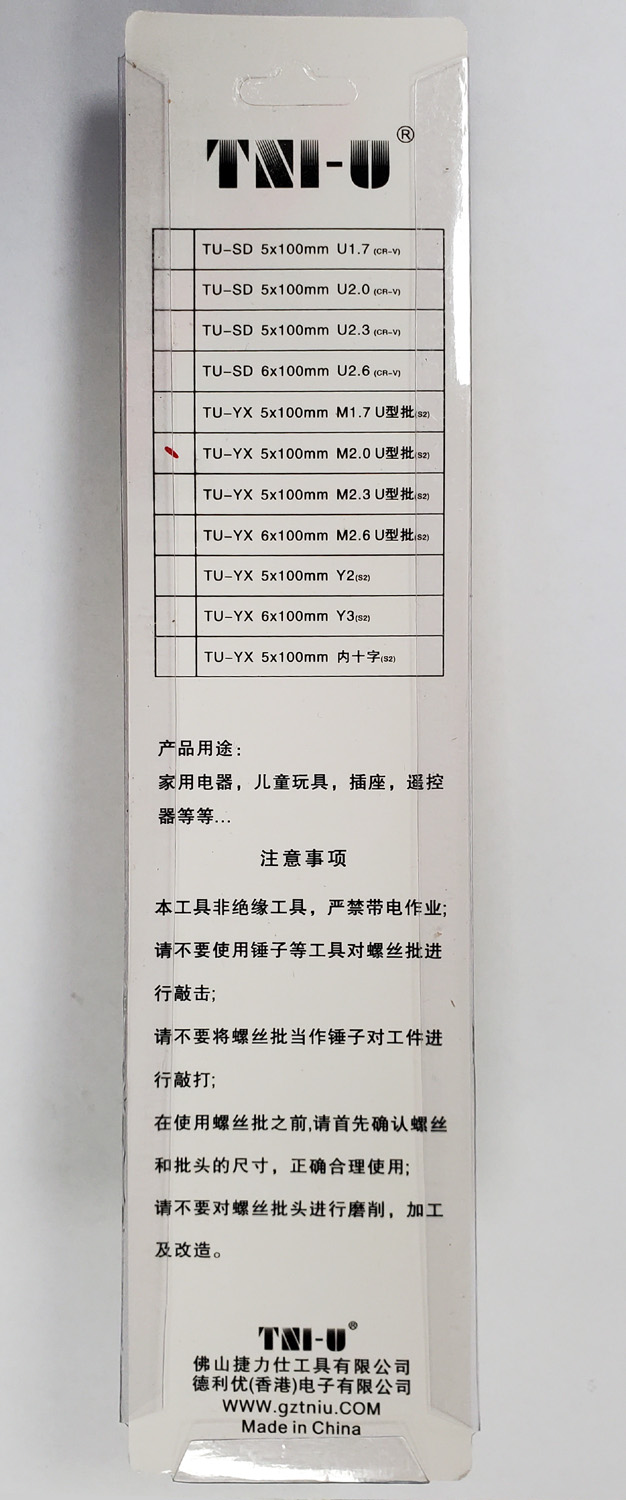 TNI-U®
TU-SD 5x100mm U1.7 (CR-V)
TU-SD 5x100mm U2.0 (CR-V)
TU-SD 5x100mm U2.3 (CR-V)
TU-SD 6x100mm U2.6 (CR-V)
TU-YX 5x100mm M1.7 U型批(S2)
TU-YX 5x100mm M2.0 U型批(S2)
TU-YX 5x100mm M2.3 U型批(S2)
TU-YX 6x100mm M2.6 U型批(S2)
TU-YX 5x100mm Y2(S2)
TU-YX 6x100mm Y3(S2)
TU-YX 5x100mm 内十字(S2)
产品用途：
家用电器，儿童玩具，插座，遥控
器等等...
注意事项
本工具非绝缘工具，严禁带电作业;
请不要使用锤子等工具对螺丝批进
行敲击;
请不要将螺丝批当作锤子对工件进
行敲打;
在使用螺丝批之前,请首先确认螺丝
和批头的尺寸，正确合理使用;
请不要对螺丝批头进行磨削，加工
及改造。
TNI-U®
佛山捷力仕工具有限公司
德利优(香港)电子有限公司
WWW.gztniu.COM
Made in China